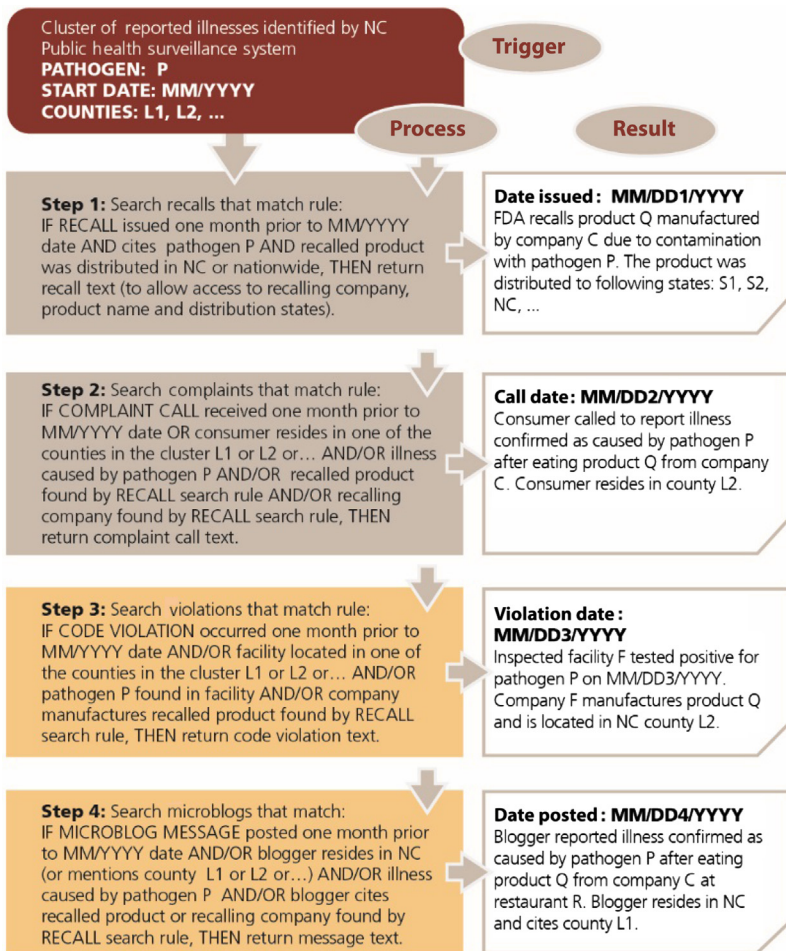 Cluster of reported illnesses identified by NC
Public health surveillance system
PATHOGEN: P
START DATE: MM/YYYY
COUNTIES: L1, L2, ...
Trigger
Process
Result
Step 1: Search recalls that match rule:
IF RECALL issued one month prior to MM/YYYY
date AND cites pathogen P AND recalled product
was distributed in NC or nationwide, THEN return
recall text (to allow access to recalling company,
product name and distribution states).
Date issued: MM/DD1/YYYY
FDA recalls product Q manufactured
by company C due to contamination
with pathogen P. The product was
distributed to following states: S1, S2,
NC, ...
Step 2: Search complaints that match rule:
IF COMPLAINT CALL received one month prior to
MM/YYYY date OR consumer resides in one of the
counties in the cluster L1 or L2 or... AND/OR illness
caused by pathogen P AND/OR recalled product
found by RECALL search rule AND/OR recalling
company found by RECALL search rule, THEN
return complaint call text.
Call date: MM/DD2/YYYY
Consumer called to report illness
confirmed as caused by pathogen P
after eating product Q from company
C. Consumer resides in county L2.
Step 3: Search violations that match rule:
IF CODE VIOLATION occurred one month prior to
MM/YYYY date AND/OR facility located in one of
the counties in the cluster L1 or L2 or... AND/OR
pathogen P found in facility AND/OR company
manufactures recalled product found by RECALL
search rule, THEN return code violation text.
Violation date:
MM/DD3/YYYY
Inspected facility F tested positive for
pathogen P on MM/DD3/YYYY.
Company F manufactures product Q
and is located in NC county L2.
Step 4: Search microblogs that match:
IF MICROBLOG MESSAGE posted one month prior
to MM/YYYY date AND/OR blogger resides in NC
(or mentions county L1 or L2 or...) AND/OR illness
caused by pathogen P AND/OR blogger cites
recalled product or recalling company found by
RECALL search rule, THEN return message text.
Date posted: MM/DD4/YYYY
Blogger reported illness confirmed as
caused by pathogen P after eating
product Q from company C at
restaurant R. Blogger resides in NC
and cites county L1.